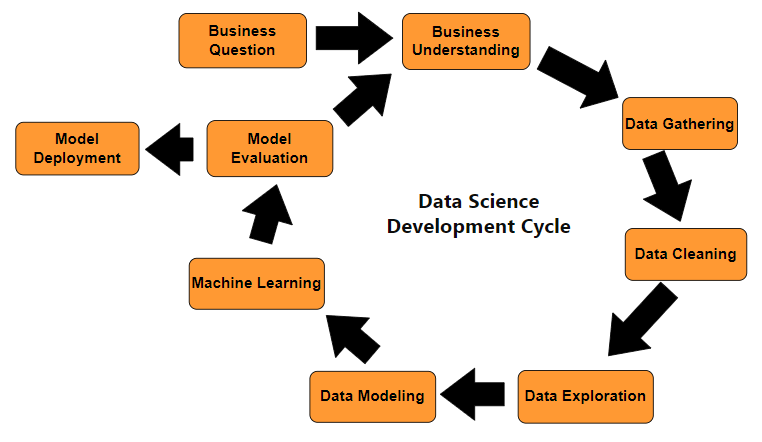 Business
Question
Business
Understanding
Data Gathering
Model
Deployment
Model
Evaluation
Data Science
Development Cycle
Data Cleaning
Machine Learning
Data Modeling
Data Exploration